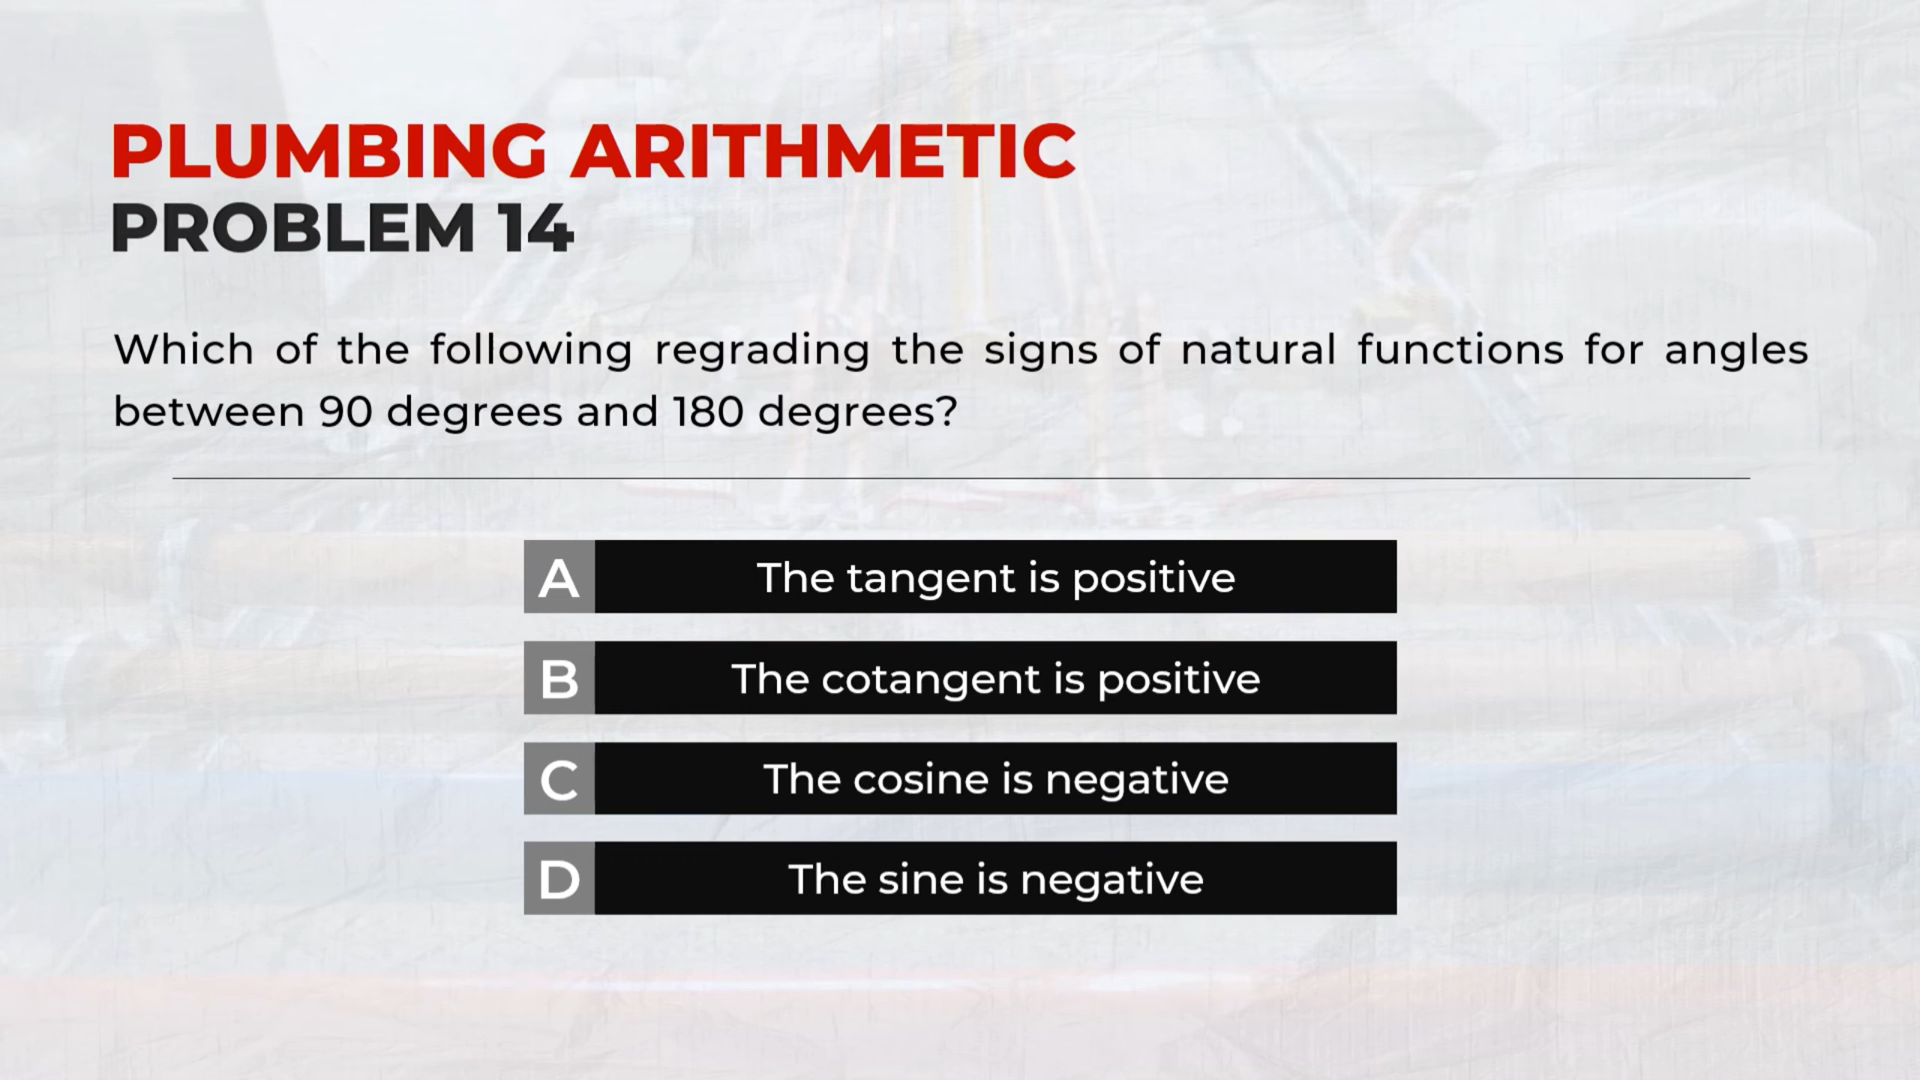 PLUMBING ARITHMETIC
PROBLEM 14
Which of the following regrading the signs of natural functions for angles
between 90 degrees and 180 degrees?
A The tangent is positive
B The cotangent is positive
C The cosine is negative
D The sine is negative